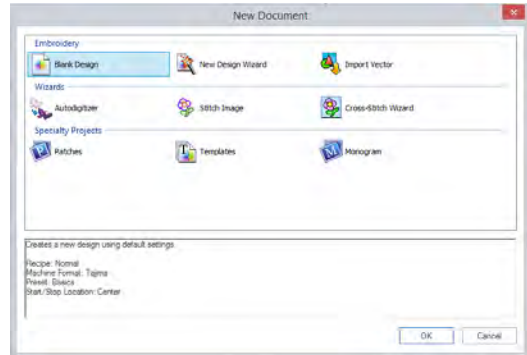 New Document
Embroidery
Blank Design
New Design Wizard
Import Vector
Wizards
Autodigitizer
Stitch Image
Cross-Stitch Wizard
Specialty Projects
Patches
Templates
Monogram
Creates a new design using default settings.
Recipe: Normal
Machine Format: Tajima
Preset: Basics
Start/Stop Location: Center
OK
Cancel